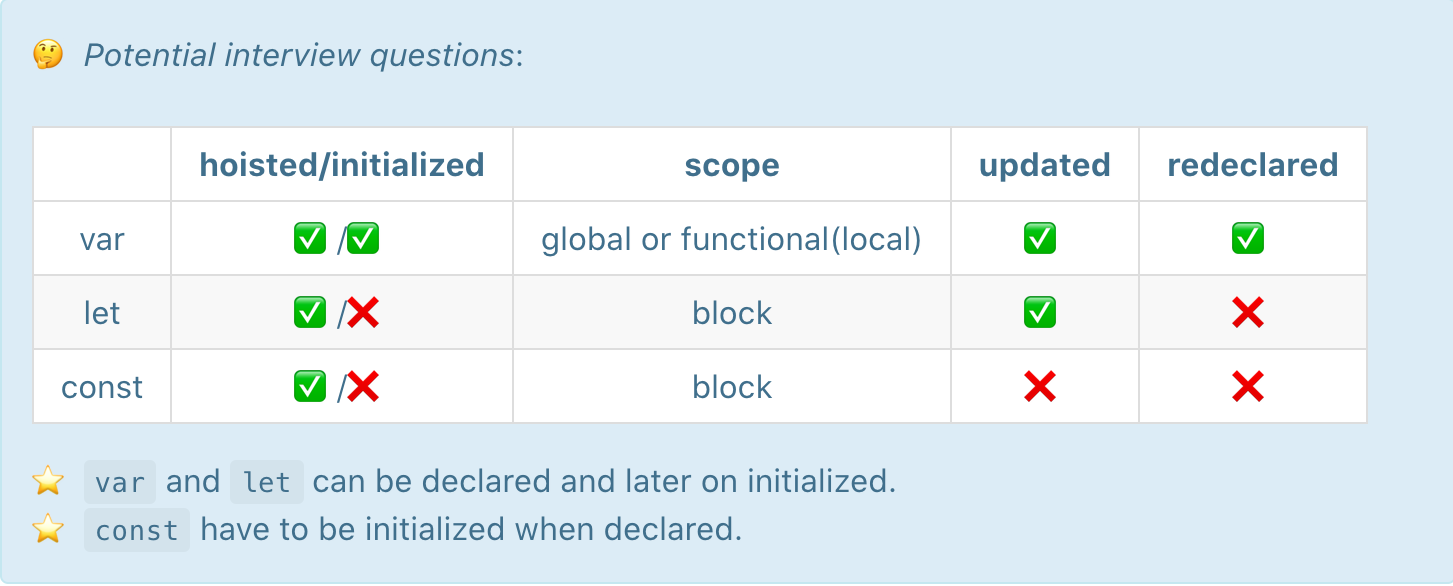 🤔 Potential interview questions:
hoisted/initialized scope updated redeclared
var ✅ /✅ global or functional(local) ✅ ✅
let ✅ /❌ block ✅ ❌
const ✅ /❌ block ❌ ❌
⭐ var and let can be declared and later on initialized.
⭐ const have to be initialized when declared.